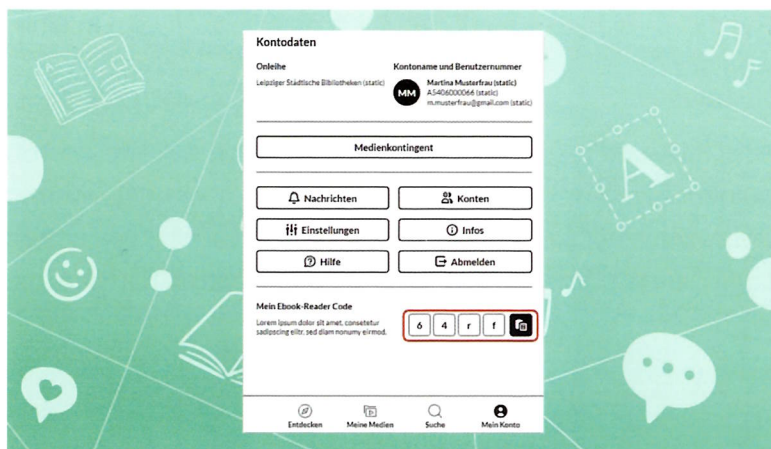 Kontodaten
Onleihe
Leipziger Städtische Bibliotheken (static)
Kontoname und Benutzernummer
MM
Martina Musterfrau (static)
A5406000066 (static)
m.musterfrau@gmail.com (static)
Medienkontingent
Nachrichten
Konten
Einstellungen
Infos
Hilfe
Abmelden
Mein Ebook-Reader Code
Lorem ipsum dolor sit amet, consetetur
sadipscing elitr, sed diam nonumy eirmod.
6 4 r f
Entdecken
Meine Medien
Suche
Mein Konto
A
A